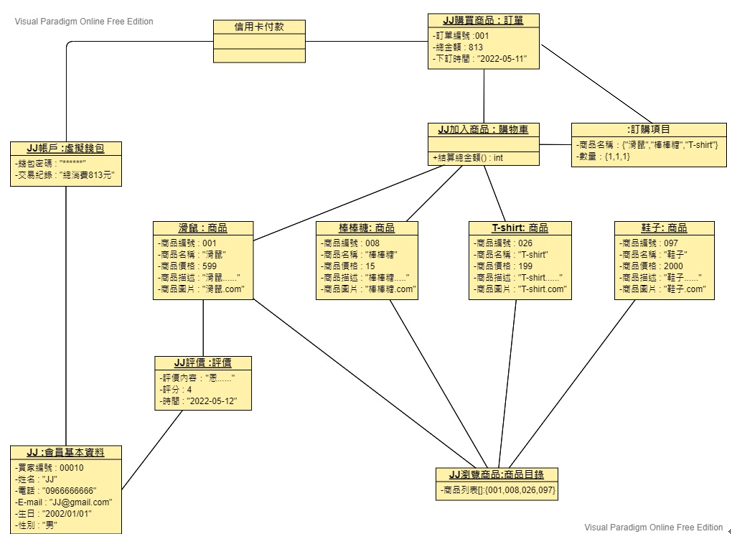 Visual Paradigm Online Free Edition
信用卡付款
JJ購買商品：訂單
-訂單編號 :001
-總金額 : 813
-下訂時間 : "2022-05-11"
JJ帳戶 :虛擬錢包
-錢包密碼 : "******"
-交易紀錄 : "總消費813元"
JJ加入商品：購物車
+結算總金額() : int
:訂購項目
-商品名稱 : {"滑鼠","棒棒糖","T-shirt"}
-數量 : {1,1,1}
滑鼠：商品
-商品編號 : 001
-商品名稱 : "滑鼠"
-商品價格 : 599
-商品描述 : "滑鼠......"
-商品圖片 : "滑鼠.com"
棒棒糖: 商品
-商品編號 : 008
-商品名稱 : "棒棒糖"
-商品價格 : 15
-商品描述 : "棒棒糖....."
-商品圖片 : "棒棒糖.com"
T-shirt: 商品
-商品編號 : 026
-商品名稱 : "T-shirt"
-商品價格 : 199
-商品描述 : "T-shirt......"
-商品圖片 : "T-shirt.com"
鞋子: 商品
-商品編號 : 097
-商品名稱 : "鞋子"
-商品價格 : 2000
-商品描述 : "鞋子......"
-商品圖片 : "鞋子.com"
JJ評價 :評價
-評價內容 : "恩......"
-評分 : 4
-時間 : "2022-05-12"
JJ :會員基本資料
-買家編號 : 00010
-姓名 : "JJ"
-電話 : "0966666666"
-E-mail : "JJ@gmail.com"
-生日 : "2002/01/01"
-性別 : "男"
JJ瀏覽商品:商品目錄
-商品列表[]:{001,008,026,097}
Visual Paradigm Online Free Edition